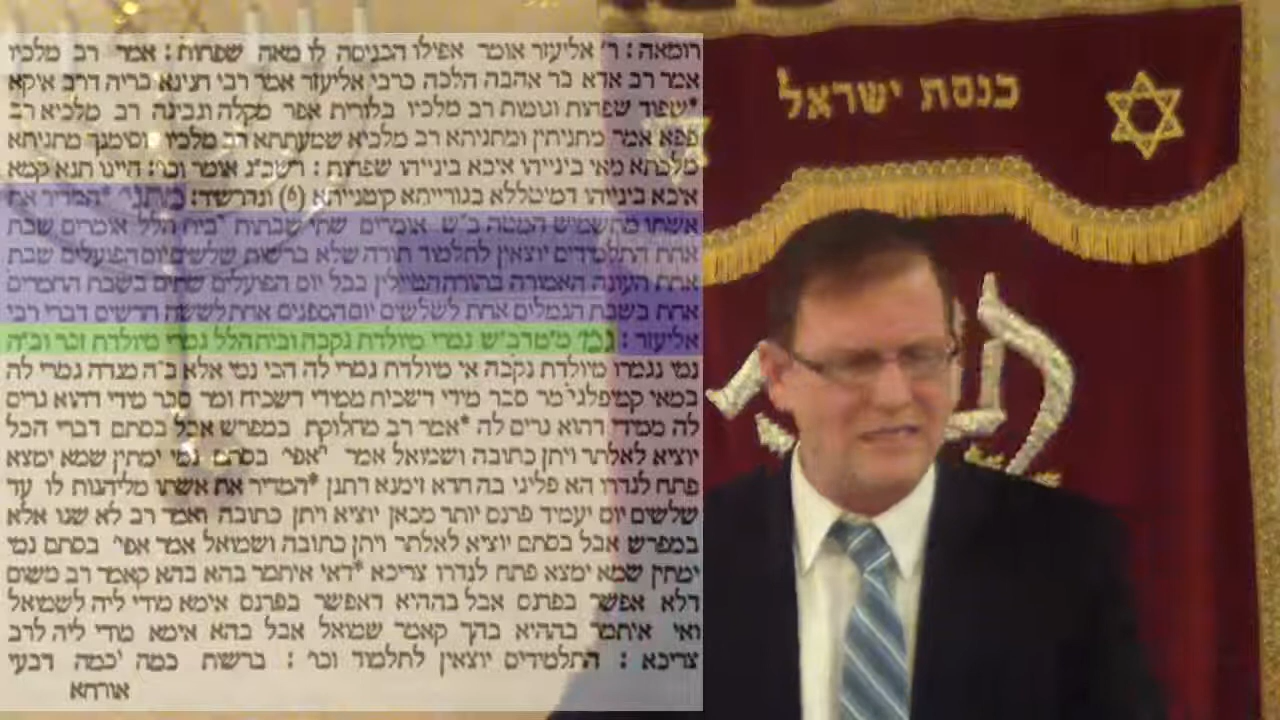 רומאה : ר׳ אליעזר אומר אפילו הכניסה לו מאה שפחות : אמר רב מלכיו
אמר רב אדא בר אהבה הלכה כרבי אליעזר אמר רבי חנינא בריה דרב איקא
*שפוד שפחות וגומות רב מלכיו בלורית אפר מקלה וגבינה רב מלכיא רב
פפא אמר מתניתין ומתניתא רב מלכיא שמעתתא רב מלכיו וסימנך מתניתא
מלכתא מאי בינייהו איכא בינייהו שפחות : רשב״ג אומר וכו׳: היינו תנא קמא
איכא בינייהו דמיטללא בגורייתא קיטנייתא (ʰ) ונדרשיר: מתני׳ *המדיר את
אשתו מתשמיש המטה ב״ש אומרים שתי שבתות ׳בית הלל אומרים שבת
אחת התלמידים יוצאין לתלמוד תורה שלא ברשות שלשים יום הפועלים שבת
אחת העונה האמורה בתורה הטיילין בכל יום הפועלים שתים בשבת החמרים
אחת בשבת הגמלים אחת לשלשים יום הספנים אחת לששה חדשים דברי רבי
אליעזר : גמ׳ מ״ט דב״ש גמרי מיולדת נקבה ובית הלל גמרי מיולדת זכר וב״ה
נמי נגמרו מיולדת נקבה אי מיולדת גמרי לה הכי נמי אלא ב״ה מנדה גמרי לה
במאי קמיפלגי מר סבר מידי דשכיח ממידי דשכיח ומר סבר מידי דהוא גרים
לה ממידי דהוא גרים לה *אמר רב מחלוקת במפרש אבל בסתם דברי הכל
יוציא לאלתר ויתן כתובה ושמואל אמר ׳אפי׳ בסתם נמי ימתין שמא ימצא
פתח לנדרו הא פליגי בה חדא זימנא דתנן *המדיר את אשתו מליהנות לו עד
שלשים יום יעמיד פרנס יותר מכאן יוציא ויתן כתובה ואמר רב לא שנו אלא
במפרש אבל בסתם יוציא לאלתר ויתן כתובה ושמואל אמר אפי׳ בסתם נמי
ימתין שמא ימצא פתח לנדרו צריכא *דאי איתמר בהא בהא קאמר רב משום
דלא אפשר בפרנס אבל בההיא דאפשר בפרנס אימא מודי ליה לשמואל
ואי איתמר בההיא בהך קאמר שמואל אבל בהא אימא מודי ליה לרב
צריכא : התלמידים יוצאין לתלמוד וכו׳ : ברשות כמה ׳כמה דבעי
אורחא
כנסת ישראל